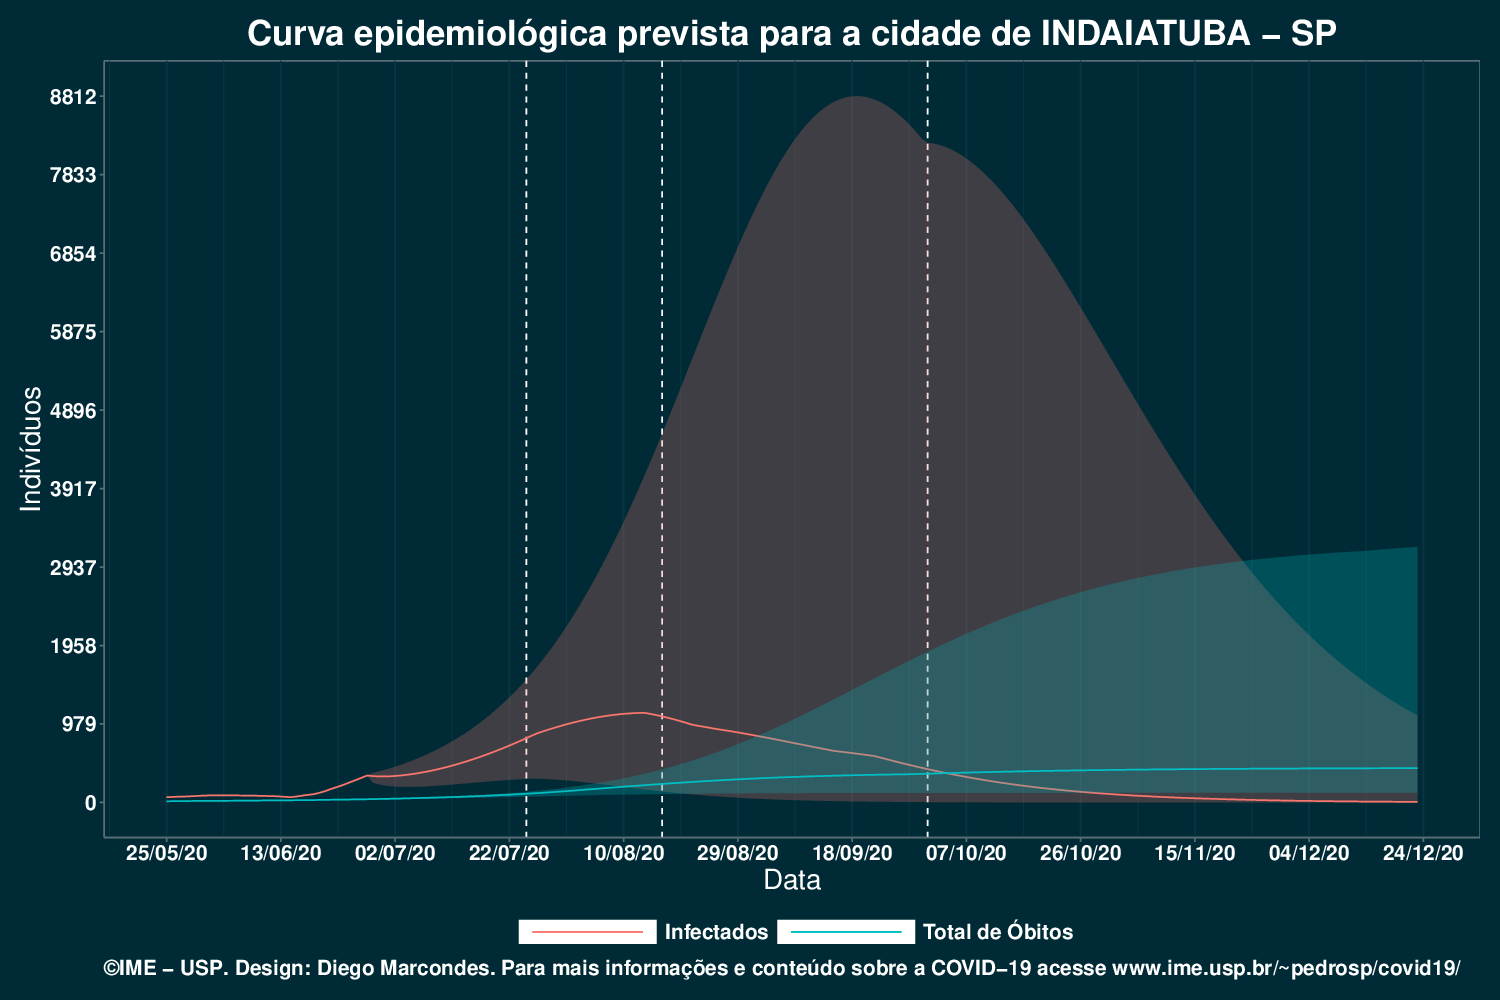 Curva epidemiológica prevista para a cidade de INDAIATUBA – SP
8812
7833
6854
5875
4896
3917
2937
1958
979
0
Indivíduos
25/05/20 13/06/20 02/07/20 22/07/20 10/08/20 29/08/20 18/09/20 07/10/20 26/10/20 15/11/20 04/12/20 24/12/20
Data
Infectados Total de Óbitos
©IME – USP. Design: Diego Marcondes. Para mais informações e conteúdo sobre a COVID–19 acesse www.ime.usp.br/~pedrosp/covid19/